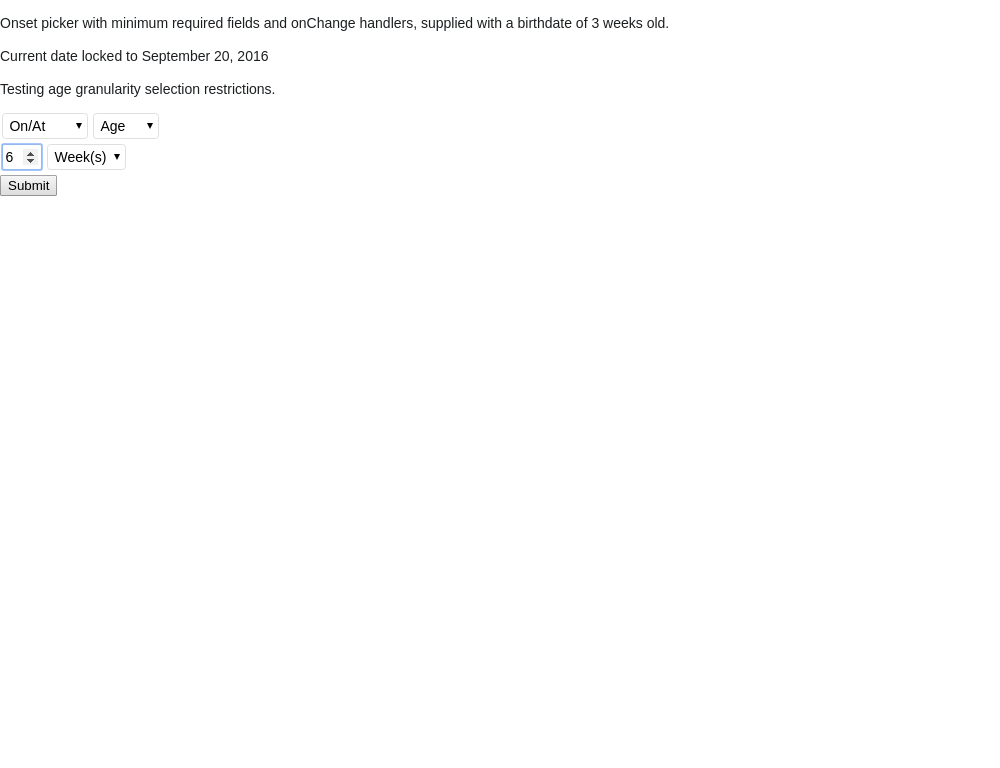 Onset picker with minimum required fields and onChange handlers, supplied with a birthdate of 3 weeks old.
Current date locked to September 20, 2016
Testing age granularity selection restrictions.
On/At Age
6 Week(s)
Submit